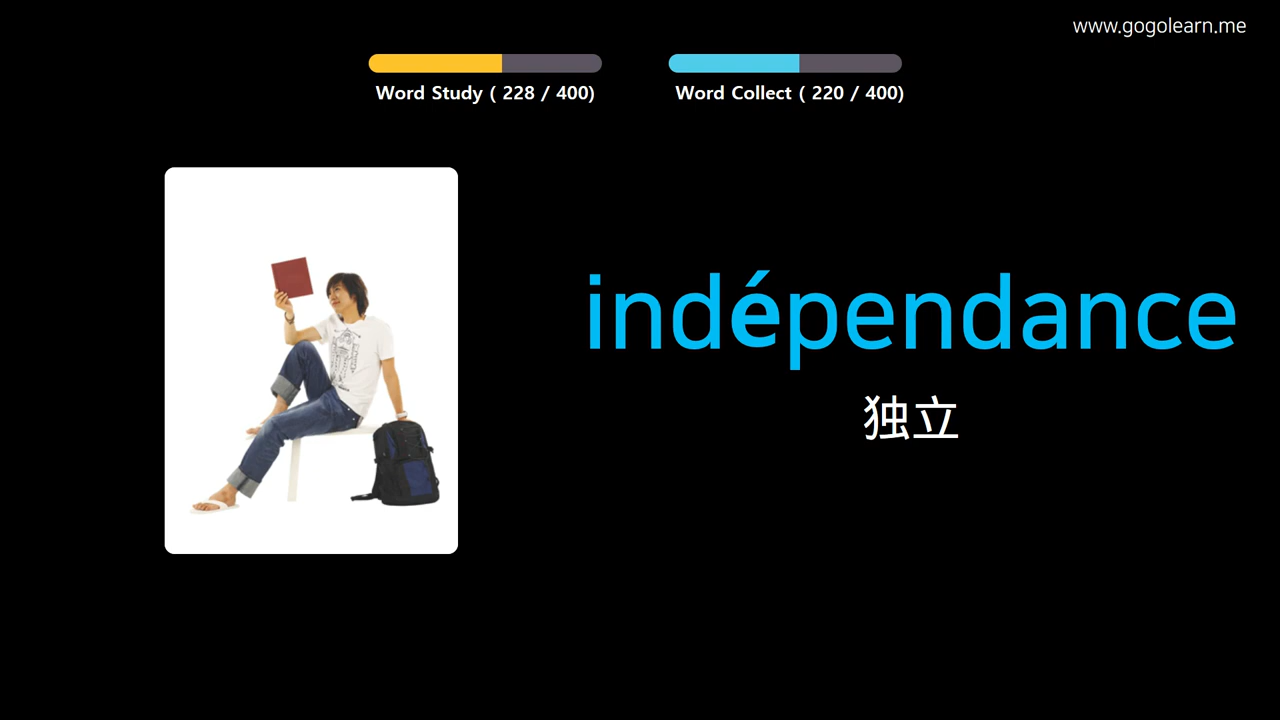 www.gogolearn.me
Word Study ( 228 / 400)
Word Collect ( 220 / 400)
indépendance
独立